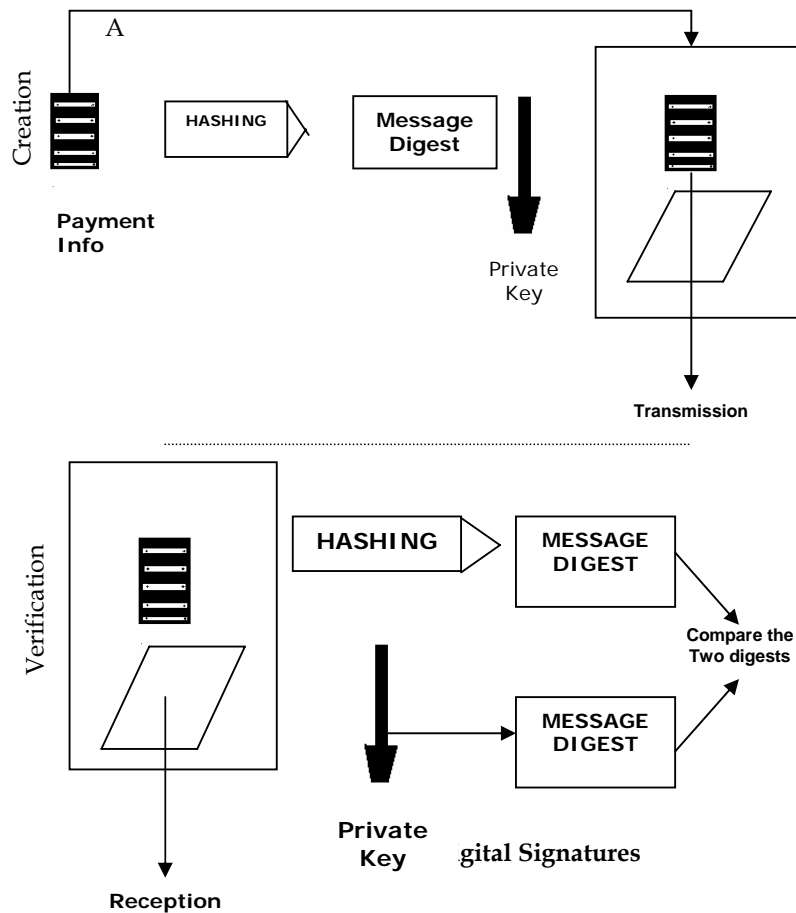 A
Creation
HASHING
Message
Digest
Payment
Info
Private
Key
Transmission
Verification
HASHING
MESSAGE
DIGEST
Compare the
Two digests
MESSAGE
DIGEST
Private
Key
gital Signatures
Reception